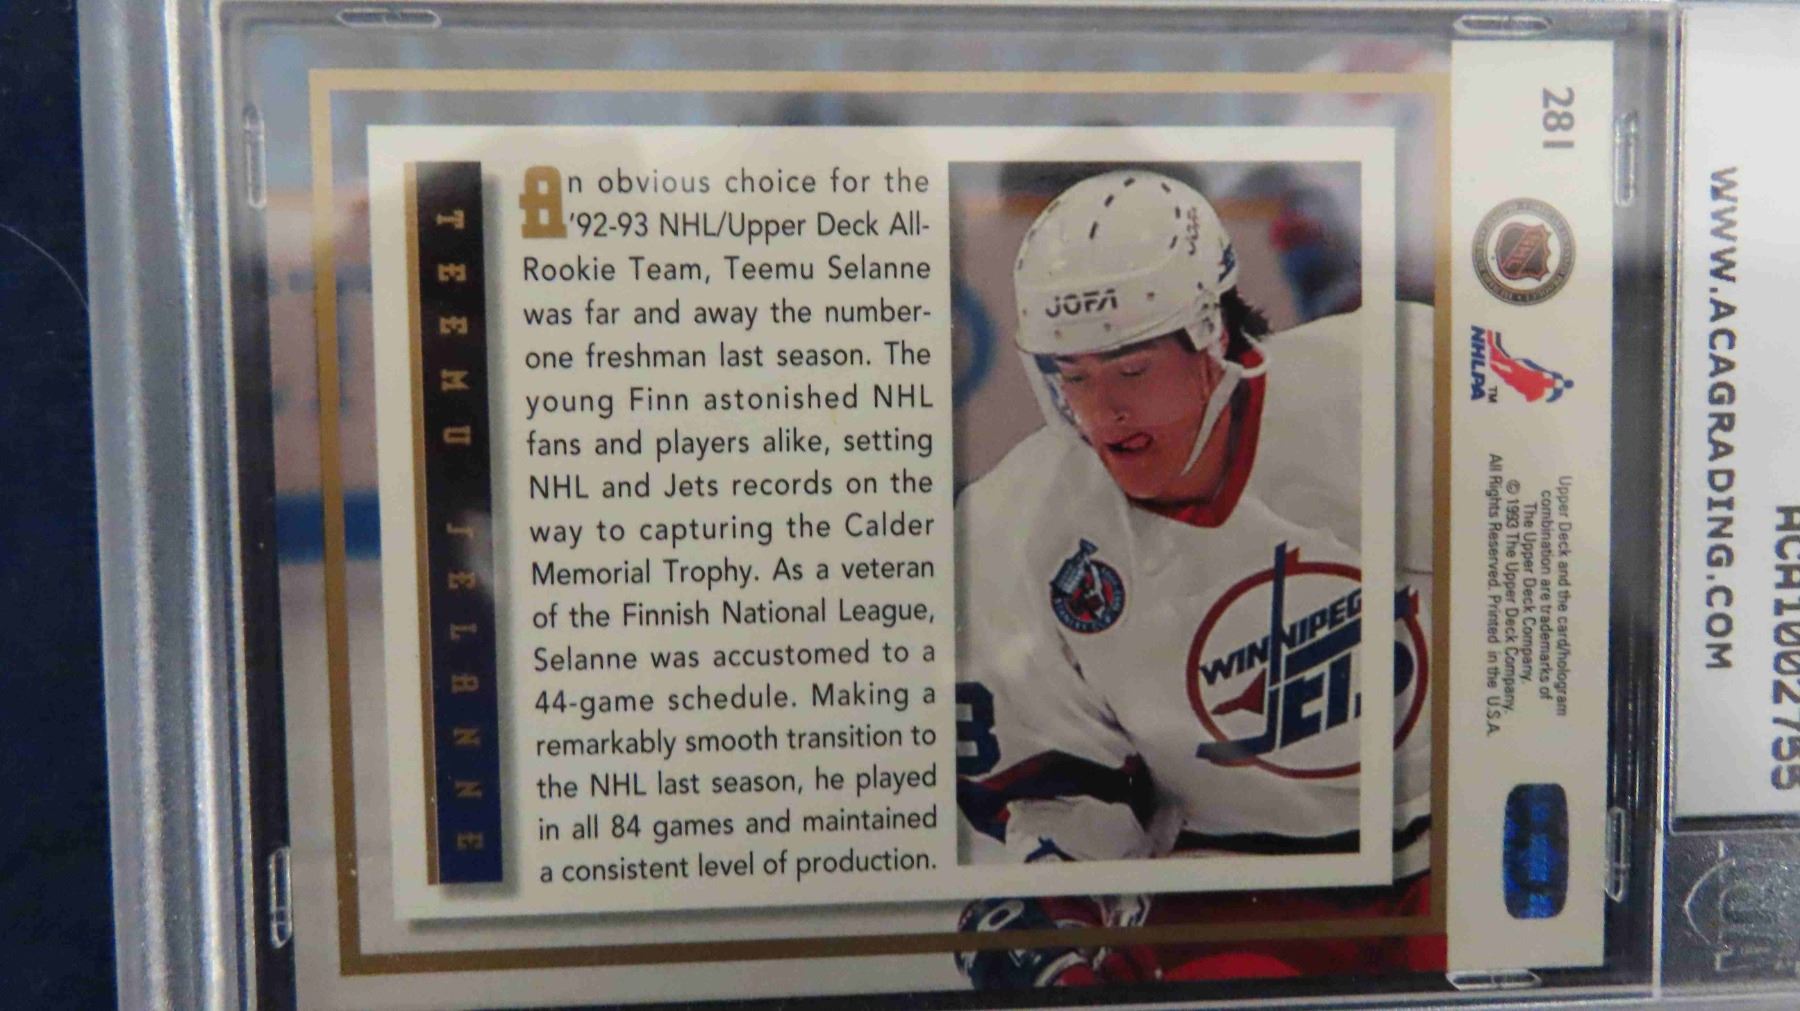 An obvious choice for the
'92-93 NHL/Upper Deck All-
Rookie Team, Teemu Selanne
was far and away the number-
one freshman last season. The
young Finn astonished NHL
fans and players alike, setting
NHL and Jets records on the
way to capturing the Calder
Memorial Trophy. As a veteran
of the Finnish National League,
Selanne was accustomed to a
44-game schedule. Making a
remarkably smooth transition to
the NHL last season, he played
in all 84 games and maintained
a consistent level of production.
TEEMU SELANNE
JOFA
WINNIPEG
JETS
281
NHL
NHLPA
TM
Upper Deck and the card/hologram
combination are trademarks of
The Upper Deck Company.
© 1993 The Upper Deck Company.
All Rights Reserved. Printed in the U.S.A.
WWW.ACAGRADING.COM